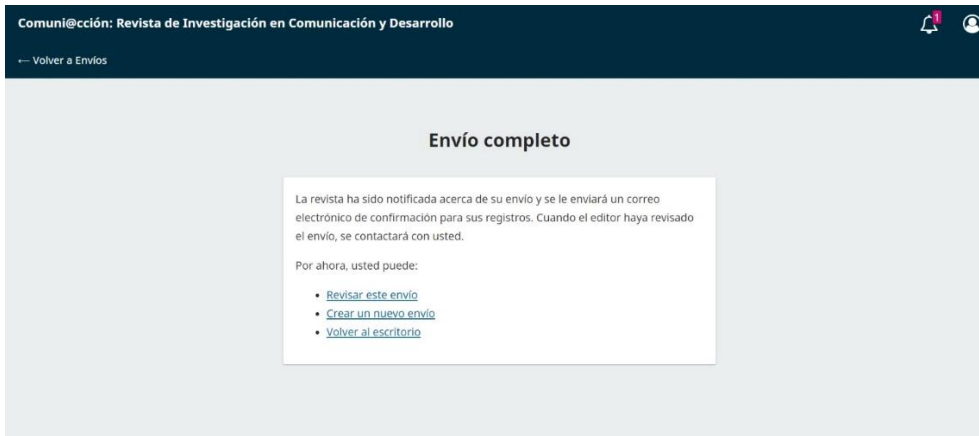 Comuni@cción: Revista de Investigación en Comunicación y Desarrollo
1
← Volver a Envíos
Envío completo
La revista ha sido notificada acerca de su envío y se le enviará un correo
electrónico de confirmación para sus registros. Cuando el editor haya revisado
el envío, se contactará con usted.
Por ahora, usted puede:
• Revisar este envío
• Crear un nuevo envío
• Volver al escritorio